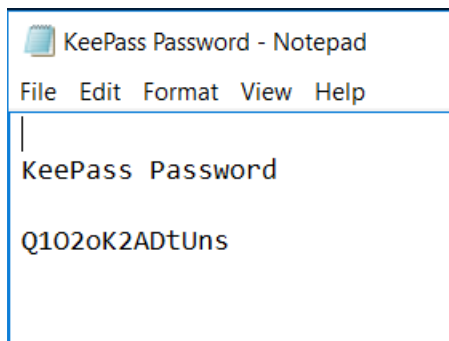 KeePass Password - Notepad
File Edit Format View Help
KeePass Password
Q1O2oK2ADtUns